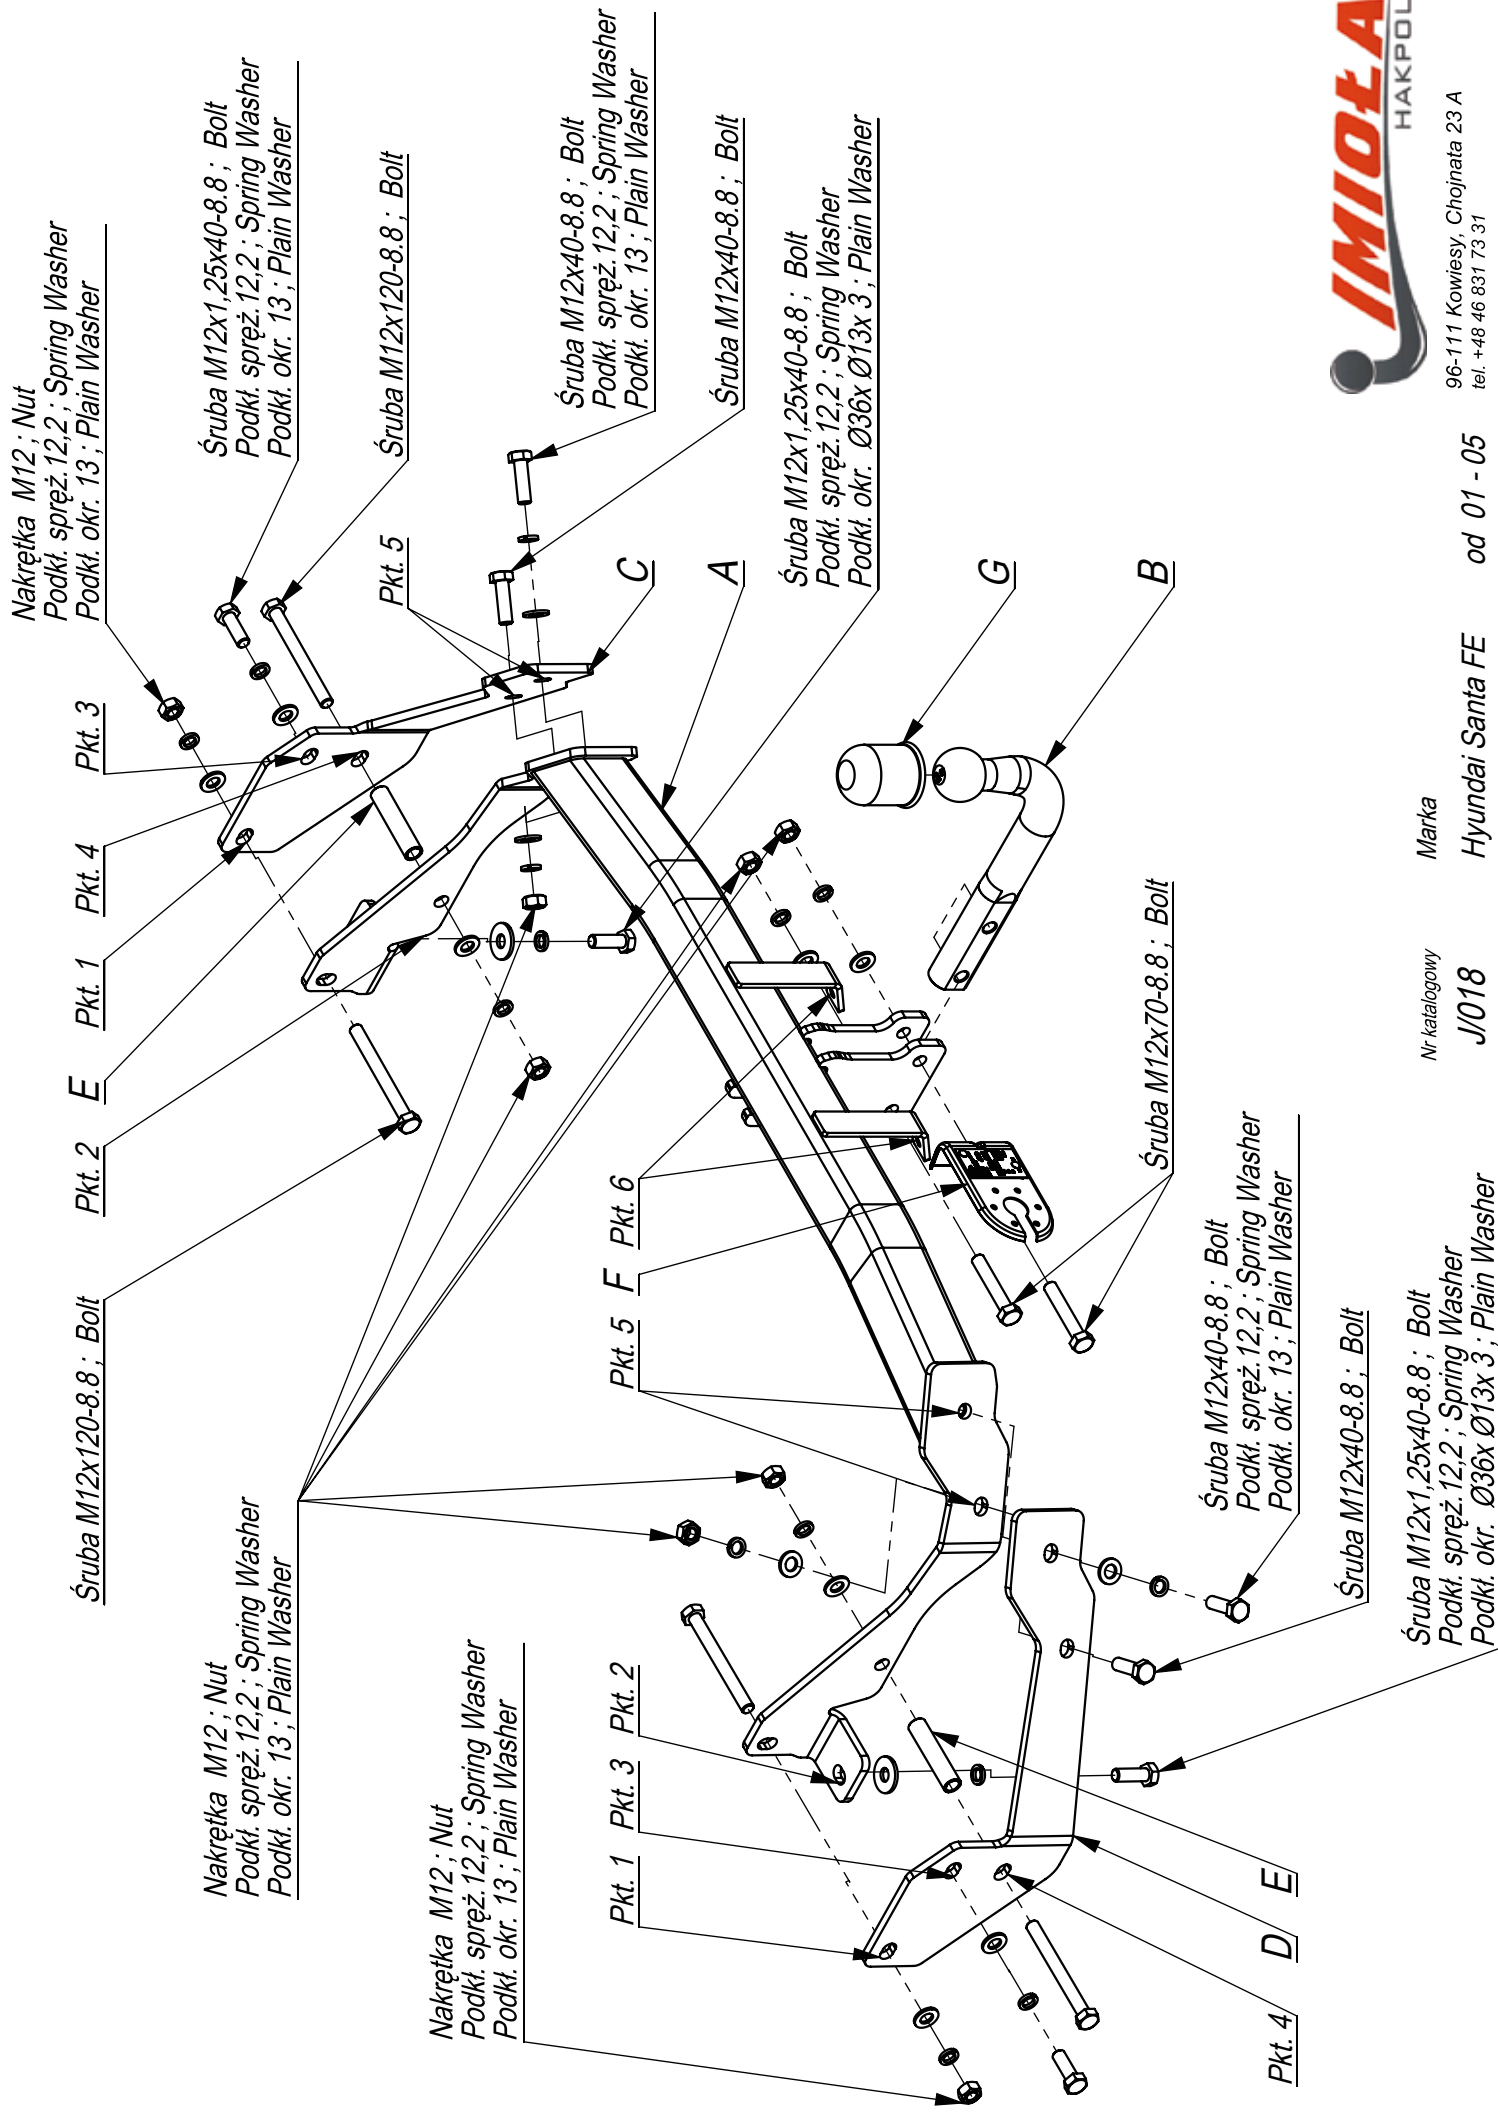 Nakrętka M12 ; Nut
Podkł. spręż.12,2 ; Spring Washer
Podkł. okr. 13 ; Plain Washer
Śruba M12x1,25x40-8.8 ; Bolt
Podkł. spręż.12,2 ; Spring Washer
Podkł. okr. 13 ; Plain Washer
Śruba M12x120-8.8 ; Bolt
Śruba M12x40-8.8 ; Bolt
Podkł. spręż.12,2 ; Spring Washer
Podkł. okr. 13 ; Plain Washer
Śruba M12x40-8.8 ; Bolt
Śruba M12x1,25x40-8.8 ; Bolt
Podkł. spręż.12,2 ; Spring Washer
Podkł. okr. Ø36x Ø13x 3 ; Plain Washer
Pkt. 3
Pkt. 4
Pkt. 1
E
Pkt. 2
Pkt. 5
C
A
G
B
Śruba M12x120-8.8 ; Bolt
Nakrętka M12 ; Nut
Podkł. spręż.12,2 ; Spring Washer
Podkł. okr. 13 ; Plain Washer
Nakrętka M12 ; Nut
Podkł. spręż.12,2 ; Spring Washer
Podkł. okr. 13 ; Plain Washer
Pkt. 6
F
Pkt. 5
Pkt. 2
Pkt. 3
Pkt. 1
Śruba M12x70-8.8 ; Bolt
Śruba M12x40-8.8 ; Bolt
Podkł. spręż.12,2 ; Spring Washer
Podkł. okr. 13 ; Plain Washer
Śruba M12x40-8.8 ; Bolt
Śruba M12x1,25x40-8.8 ; Bolt
Podkł. spręż.12,2 ; Spring Washer
Podkł. okr. Ø36x Ø13x 3 ; Plain Washer
E
D
Pkt. 4
Nr katalogowy
J/018
Marka
Hyundai Santa FE
od 01 - 05
IMIOŁA
HAKPOL
96-111 Kowiesy, Chojnata 23 A
tel. +48 46 831 73 31